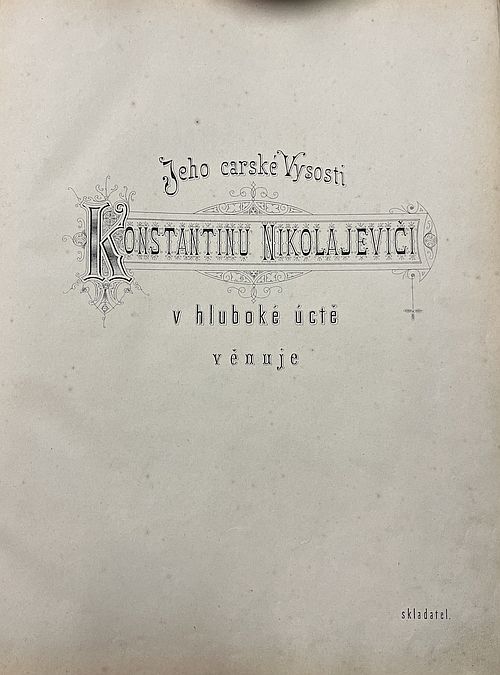 Jeho carské Vysosti
KONSTANTINU NIKOLAJEVIČI
v hluboké úctě
věnuje
skladatel.